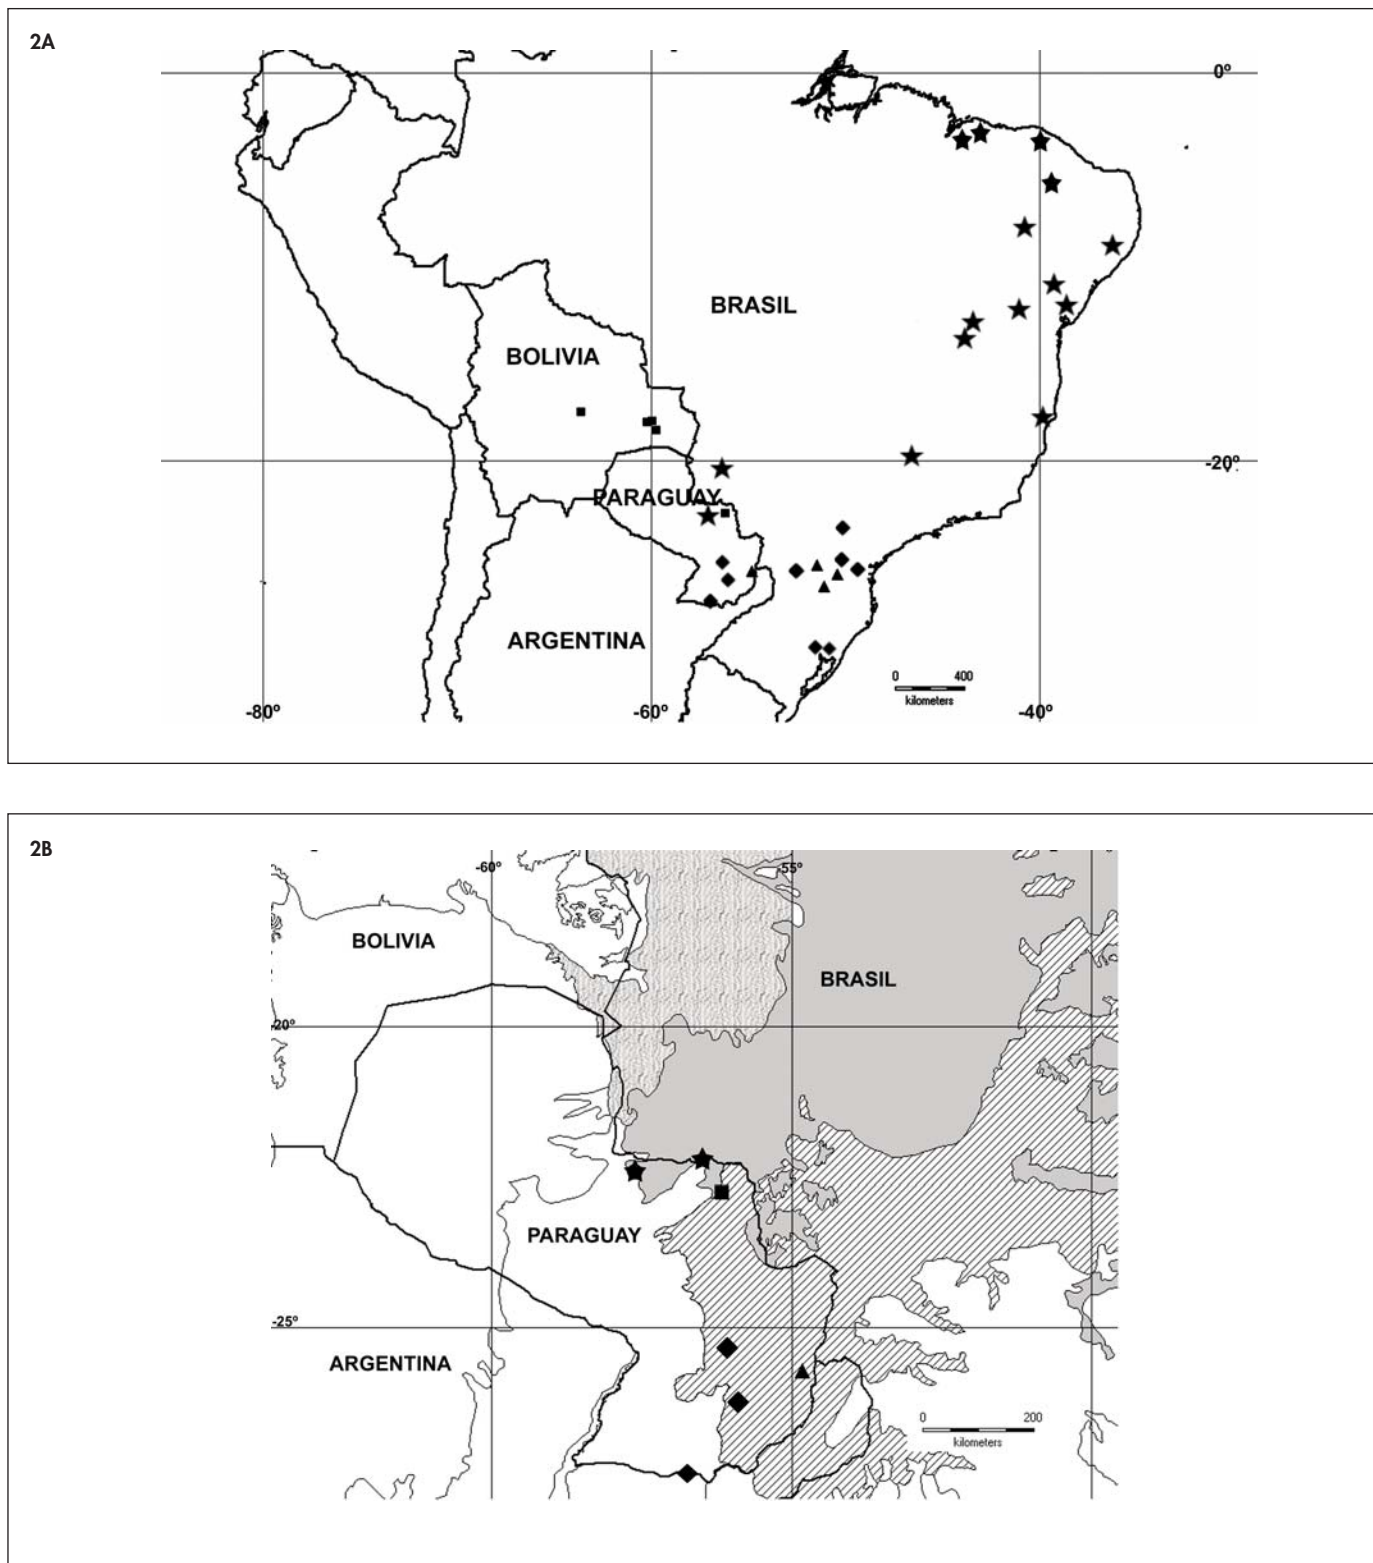 2A
0º
BRASIL
BOLIVIA
-20º
PARAGUAY
ARGENTINA
0 400
kilometers
-80º -60º -40º
2B
-60º -55º
BOLIVIA
BRASIL
-20º
PARAGUAY
-25º
ARGENTINA
0 200
kilometers